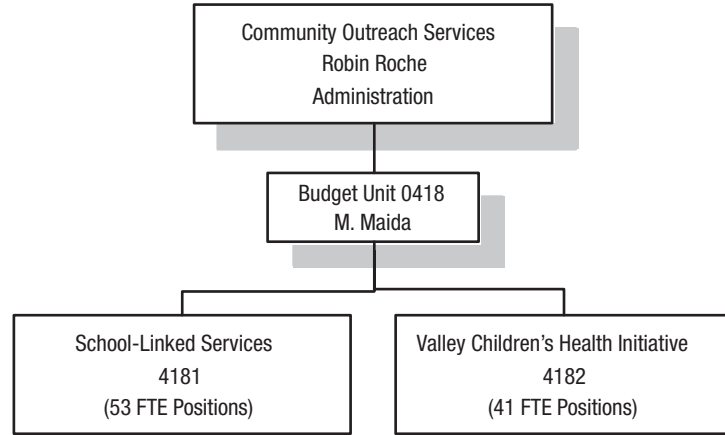 Community Outreach Services
Robin Roche
Administration
Budget Unit 0418
M. Maida
School-Linked Services
4181
(53 FTE Positions)
Valley Children’s Health Initiative
4182
(41 FTE Positions)